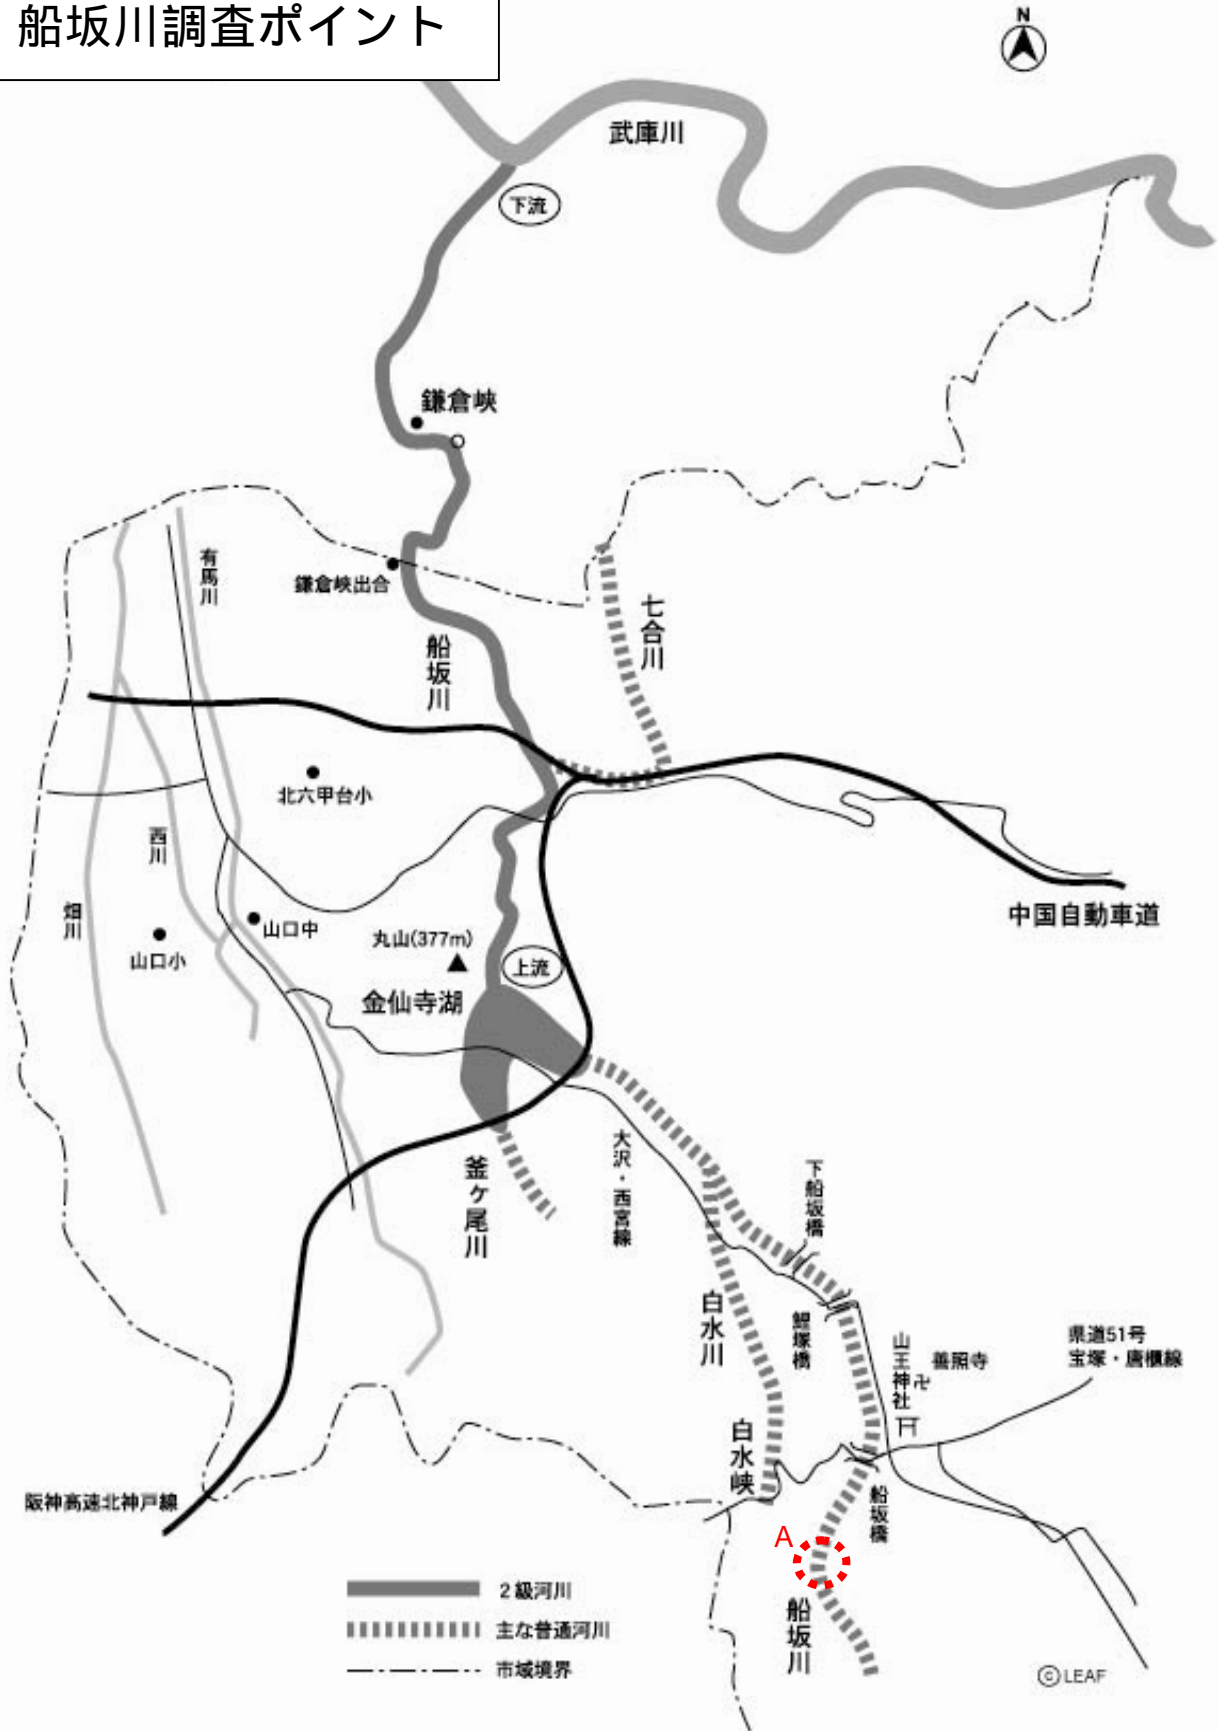 船坂川調査ポイント
N
武庫川
下流
鎌倉峡
有馬川
鎌倉峡出合
七合川
船坂川
北六甲台小
西川
畑川
山口中
山口小
中国自動車道
丸山(377m)
上流
金仙寺湖
大沢・西宮線
釜ヶ尾川
下船坂橋
白水川
鯉塚橋
山王神社
卍
善照寺
県道51号
宝塚・唐櫃線
白水峡
船坂橋
阪神高速北神戸線
A
船坂川
2級河川
主な普通河川
市域境界
©LEAF